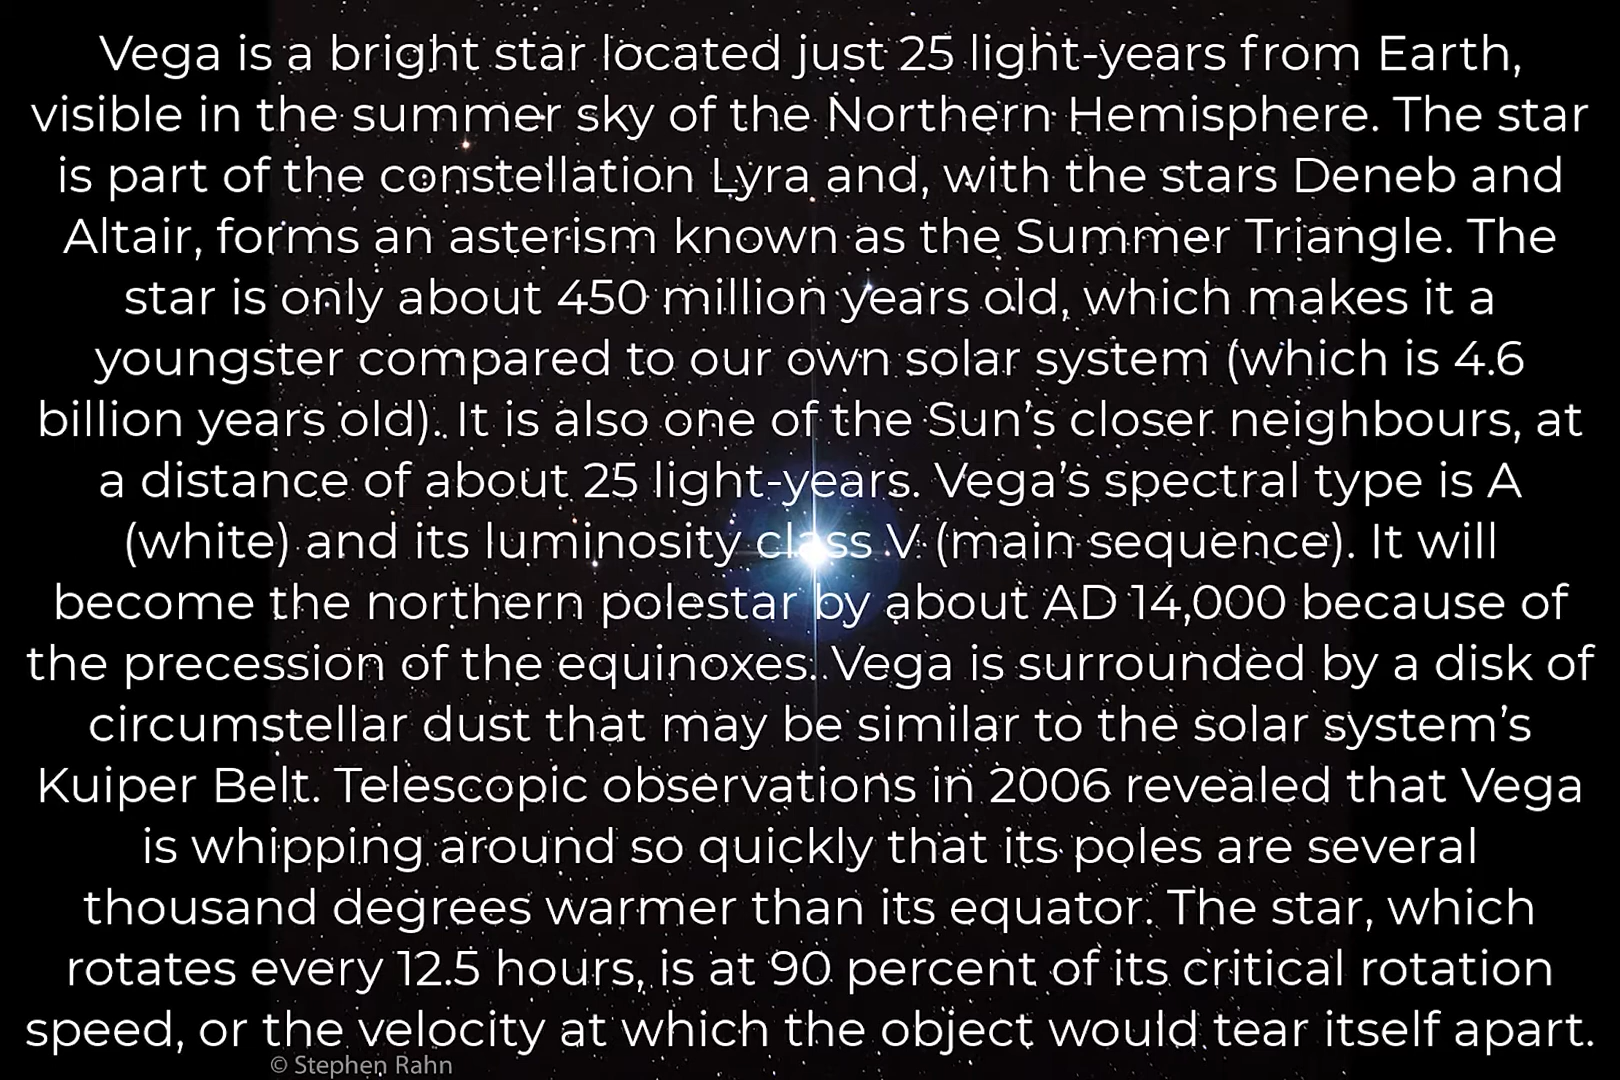 Vega is a bright star located just 25 light-years from Earth,
visible in the summer sky of the Northern Hemisphere. The star
is part of the constellation Lyra and, with the stars Deneb and
Altair, forms an asterism known as the Summer Triangle. The
star is only about 450 million years old, which makes it a
youngster compared to our own solar system (which is 4.6
billion years old). It is also one of the Sun’s closer neighbours, at
a distance of about 25 light-years. Vega’s spectral type is A
(white) and its luminosity class V (main sequence). It will
become the northern polestar by about AD 14,000 because of
the precession of the equinoxes. Vega is surrounded by a disk of
circumstellar dust that may be similar to the solar system’s
Kuiper Belt. Telescopic observations in 2006 revealed that Vega
is whipping around so quickly that its poles are several
thousand degrees warmer than its equator. The star, which
rotates every 12.5 hours, is at 90 percent of its critical rotation
speed, or the velocity at which the object would tear itself apart.
© Stephen Rahn